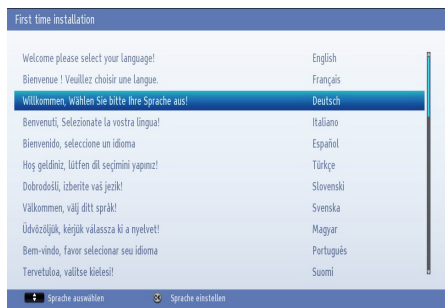 First time installation
Welcome please select your language! English
Bienvenue ! Veuillez choisir une langue. Français
Willkommen, Wählen Sie bitte Ihre Sprache aus! Deutsch
Benvenuti, Selezionate la vostra lingua! Italiano
Bienvenido, seleccione un idioma Español
Hoş geldiniz, lütfen dil seçimini yapınız! Türkçe
Dobrodošli, izberite vaš jezik! Slovenski
Välkommen, välj ditt språk! Svenska
Üdvözöljük, kérjük válassza ki a nyelvet! Magyar
Bem-vindo, favor selecionar seu idioma Português
Tervetuloa, valitse kielesi! Suomi
Sprache auswählen OK Sprache einstellen